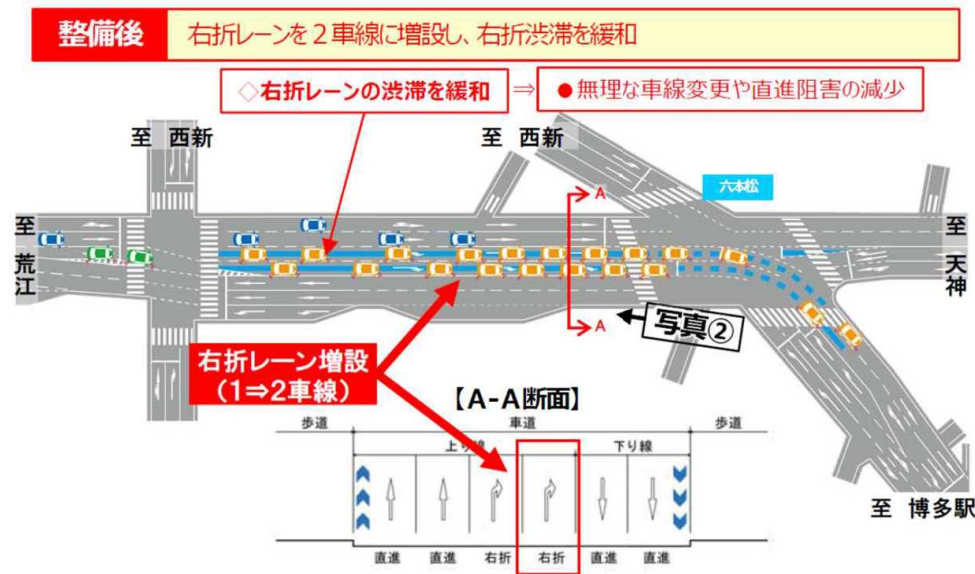 整備後
右折レーンを2車線に増設し、右折渋滞を緩和
◇右折レーンの渋滞を緩和 ⇒ ●無理な車線変更や直進阻害の減少
至 西新
至 西新
A
六本松
至
荒江
至
天神
A
写真②
右折レーン増設
(1⇒2車線)
【A-A断面】
歩道 車道 歩道
上り線 下り線
直進 直進 右折 右折 直進 直進
至 博多駅